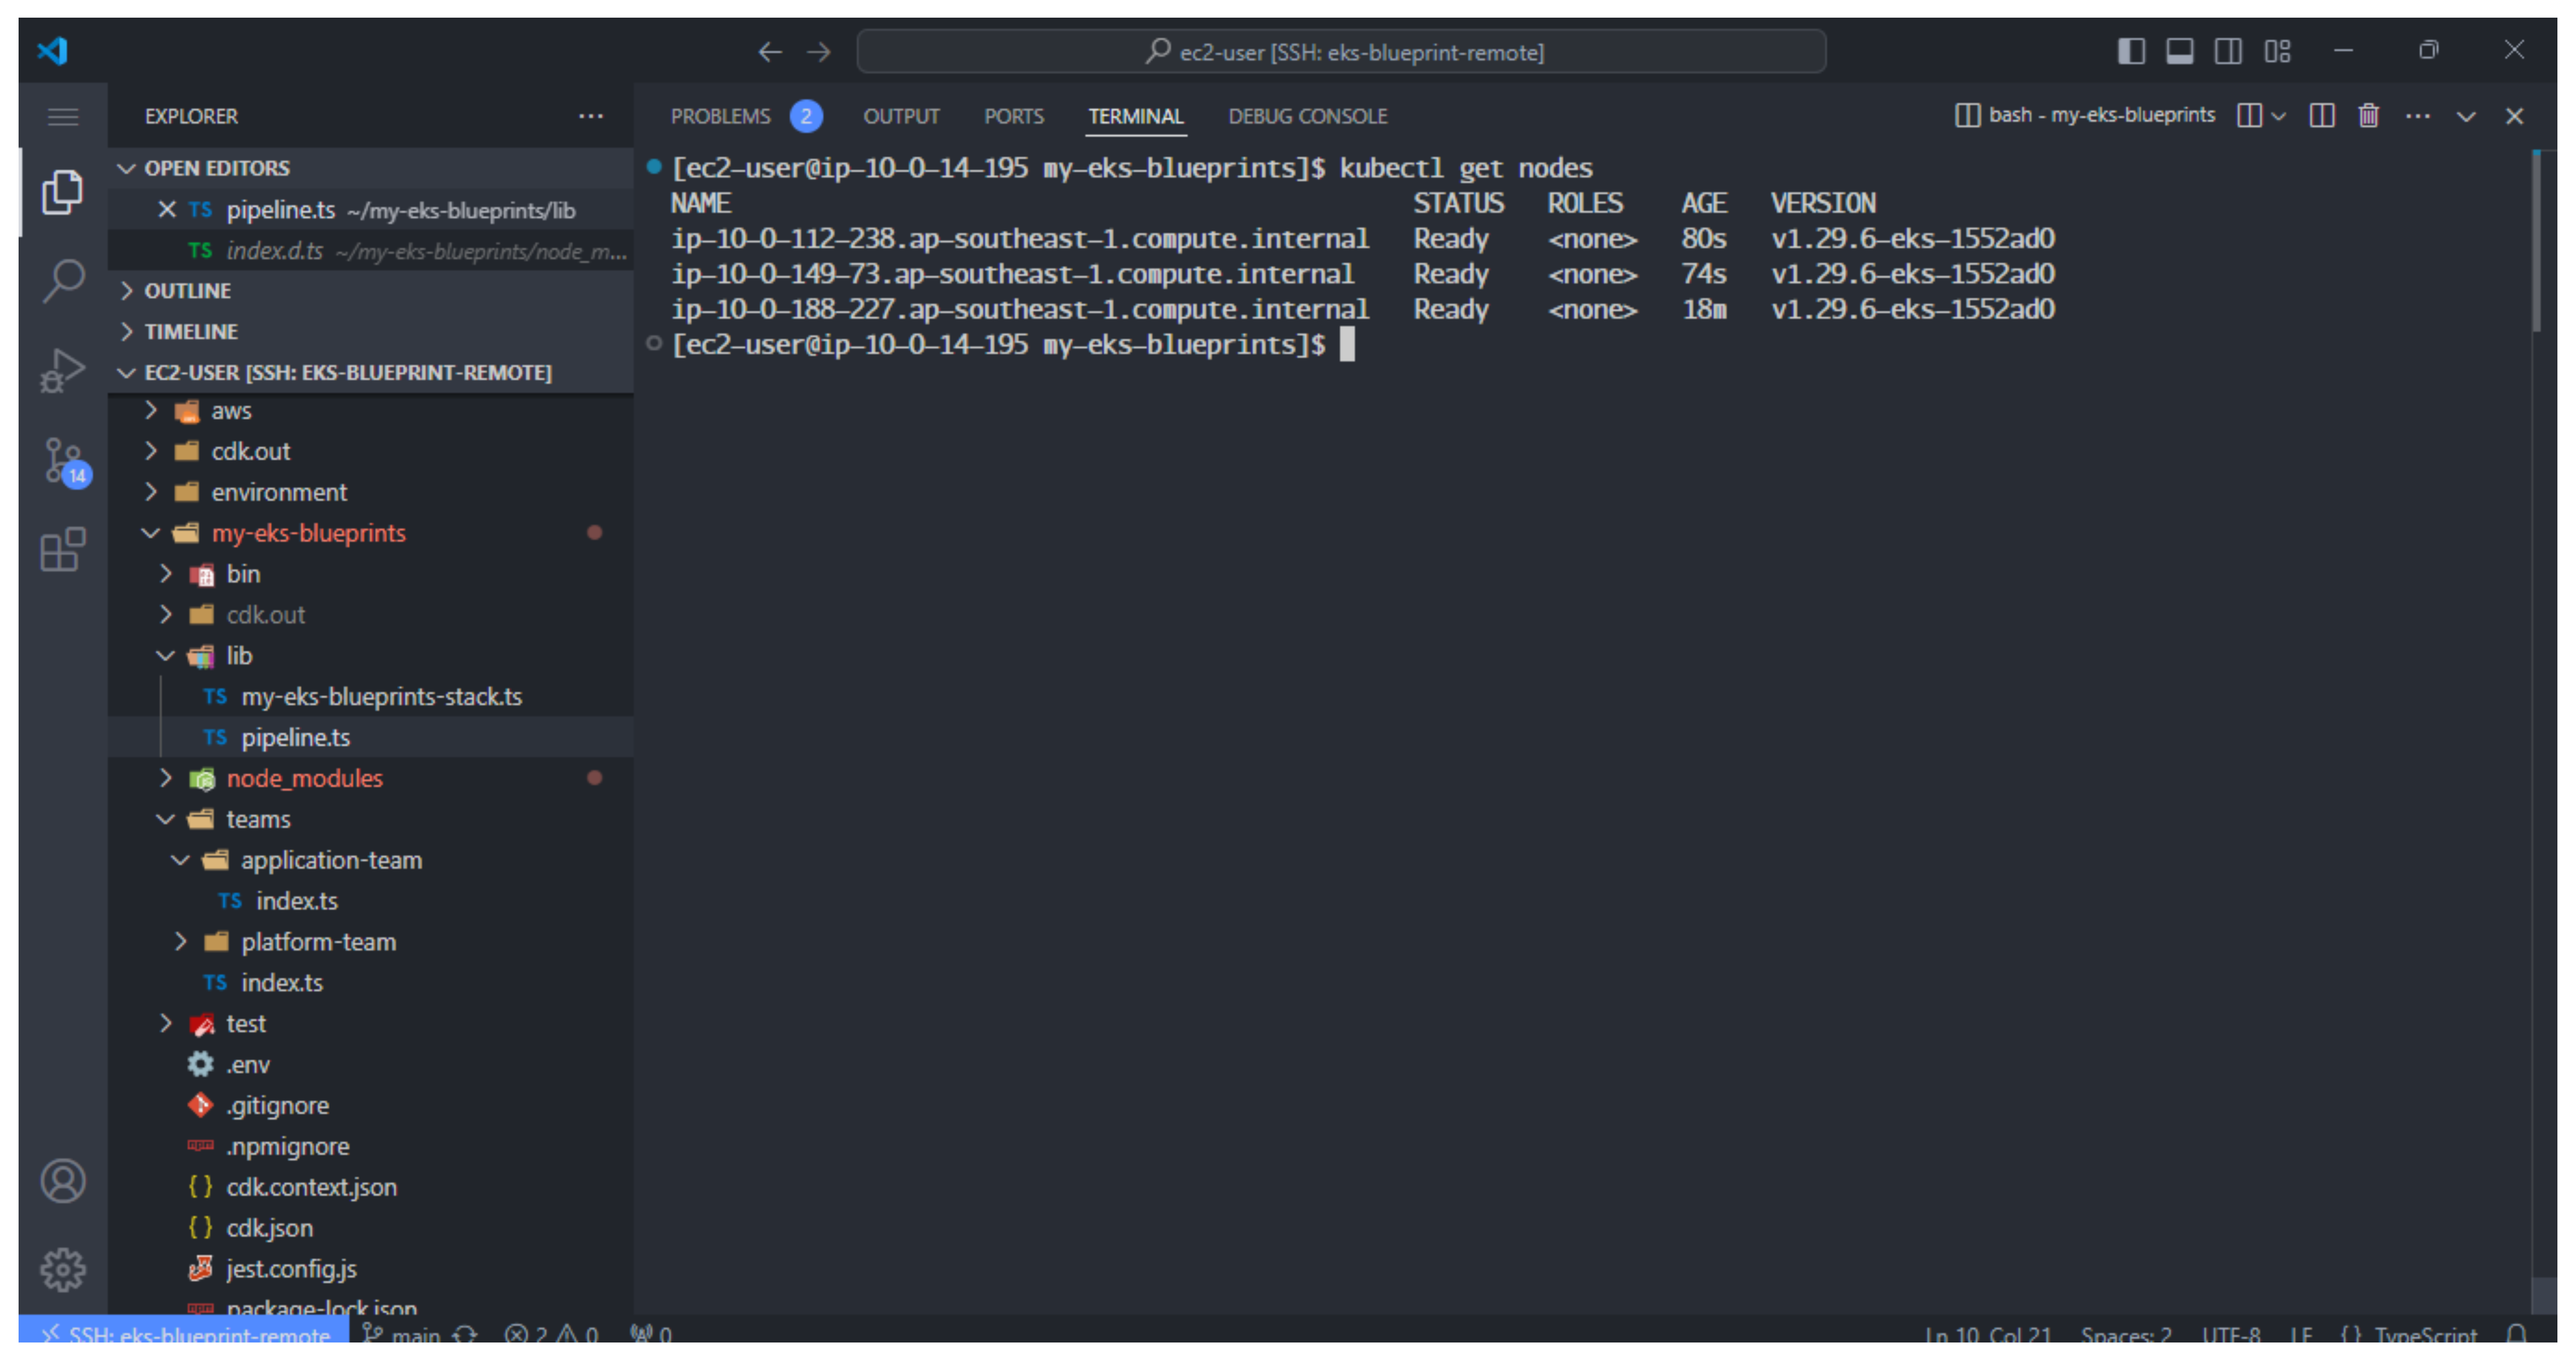 ec2-user [SSH: eks-blueprint-remote]
EXPLORER
OPEN EDITORS
TS pipeline.ts ~/my-eks-blueprints/lib
TS index.d.ts ~/my-eks-blueprints/node_m...
OUTLINE
TIMELINE
EC2-USER [SSH: EKS-BLUEPRINT-REMOTE]
aws
cdk.out
environment
my-eks-blueprints
bin
cdk.out
lib
TS my-eks-blueprints-stack.ts
TS pipeline.ts
node_modules
teams
application-team
TS index.ts
platform-team
TS index.ts
test
.env
.gitignore
.npmignore
{ } cdk.context.json
{ } cdk.json
jest.config.js
package-lock.json
14
PROBLEMS 2 OUTPUT PORTS TERMINAL DEBUG CONSOLE
bash - my-eks-blueprints
[ec2-user@ip-10-0-14-195 my-eks-blueprints]$ kubectl get nodes
NAME STATUS ROLES AGE VERSION
ip-10-0-112-238.ap-southeast-1.compute.internal Ready <none> 80s v1.29.6-eks-1552ad0
ip-10-0-149-73.ap-southeast-1.compute.internal Ready <none> 74s v1.29.6-eks-1552ad0
ip-10-0-188-227.ap-southeast-1.compute.internal Ready <none> 18m v1.29.6-eks-1552ad0
[ec2-user@ip-10-0-14-195 my-eks-blueprints]$
SSH: eks-blueprint-remote main 2 0 0 Ln 10, Col 21 Spaces: 2 UTF-8 LF { } TypeScript